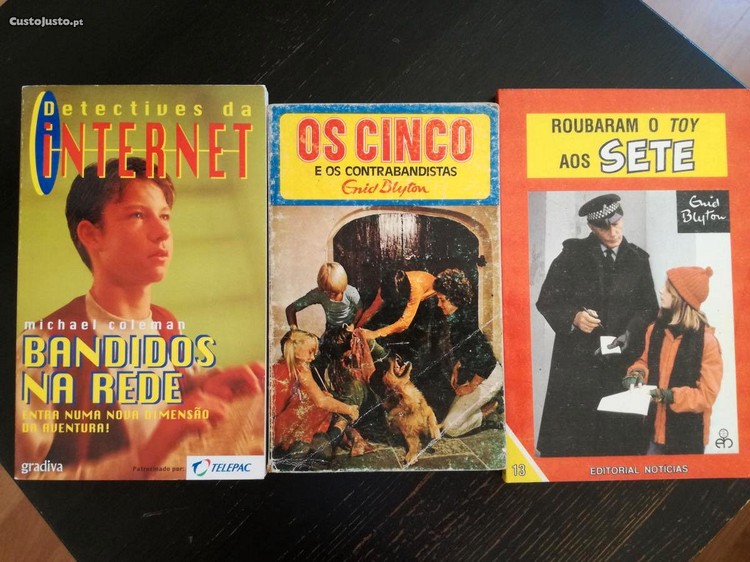 CustoJusto.pt
Detectives da
INTERNET
michael coleman
BANDIDOS
NA REDE
ENTRA NUMA NOVA DIMENSÃO
DA AVENTURA!
gradiva
Patrocinado por:
TELEPAC
OS CINCO
E OS CONTRABANDISTAS
Enid Blyton
ROUBARAM O TOY
AOS SETE
Enid
Blyton
13
EDITORIAL NOTÍCIAS
en